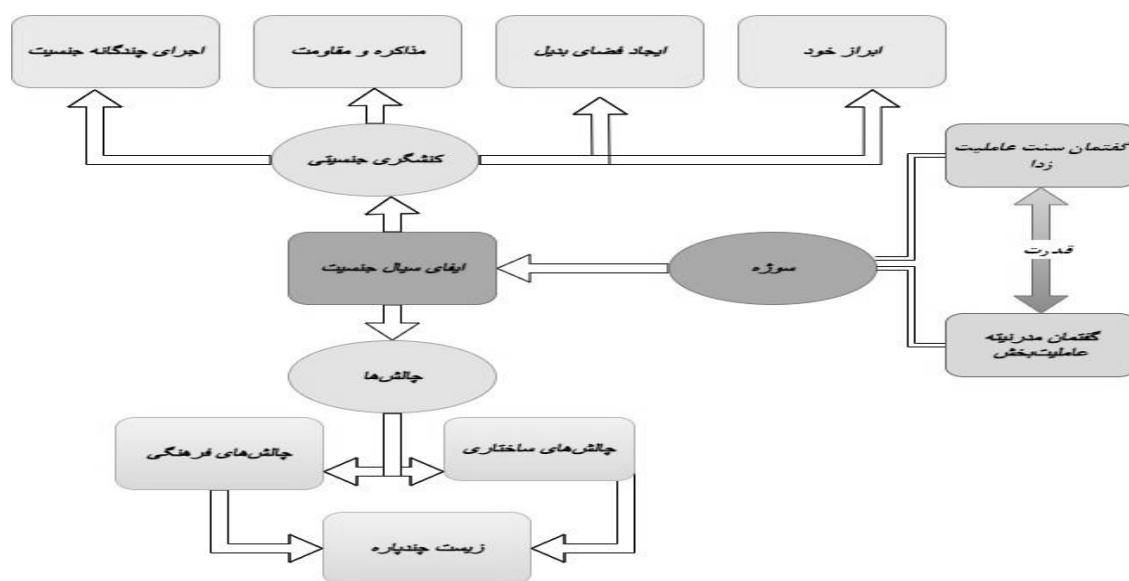 ابراز خود
ایجاد فضای بدیل
مذاکره و مقاومت
اجرای چندگانه جنسیت
کنشگری جنسیتی
گفتمان سنت عاملیت
زدا
قدرت
سوژه
ایفای سیال جنسیت
گفتمان مدرنیته
عاملیت‌بخش
چالش‌ها
چالش‌های ساختاری
چالش‌های فرهنگی
زیست چندپاره